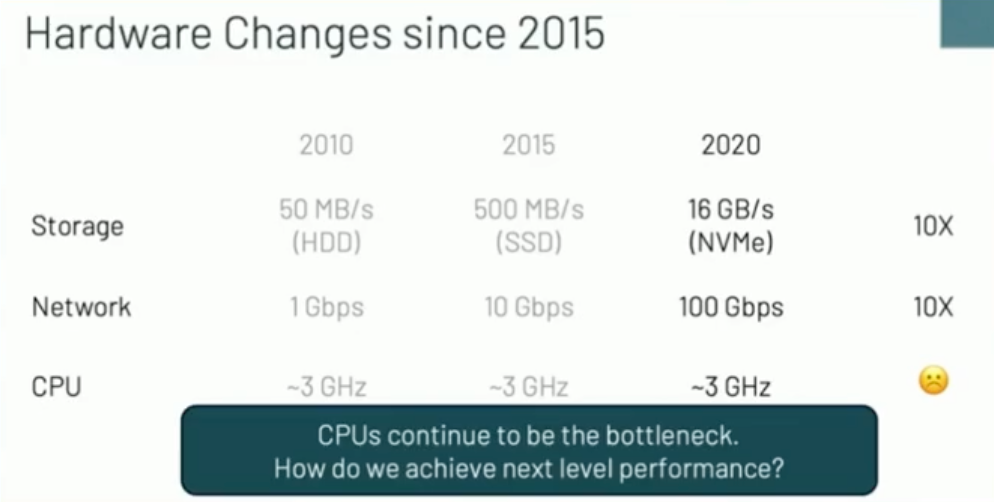 Hardware Changes since 2015
2010 2015 2020
Storage 50 MB/s (HDD) 500 MB/s (SSD) 16 GB/s (NVMe) 10X
Network 1 Gbps 10 Gbps 100 Gbps 10X
CPU ~3 GHz ~3 GHz ~3 GHz ☹️
CPUs continue to be the bottleneck.
How do we achieve next level performance?